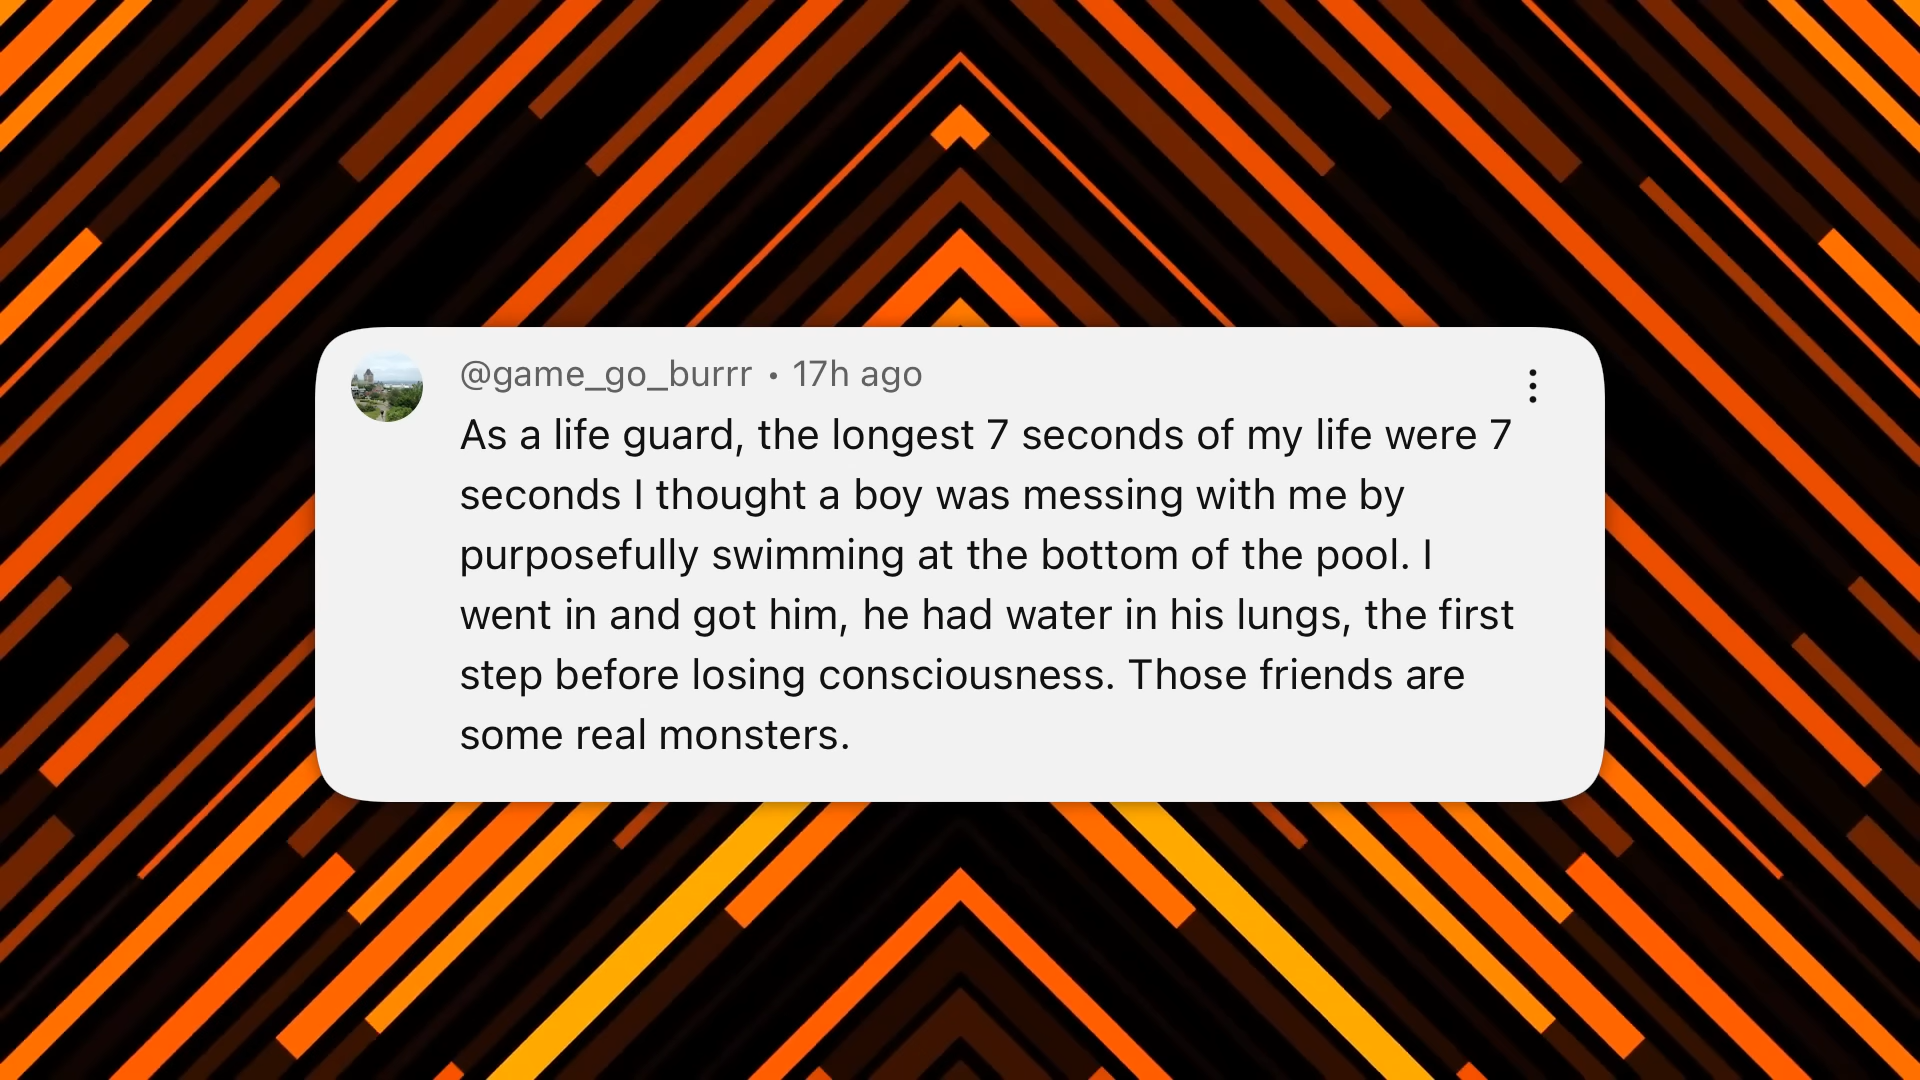 @game_go_burrr • 17h ago
As a life guard, the longest 7 seconds of my life were 7
seconds I thought a boy was messing with me by
purposefully swimming at the bottom of the pool. I
went in and got him, he had water in his lungs, the first
step before losing consciousness. Those friends are
some real monsters.